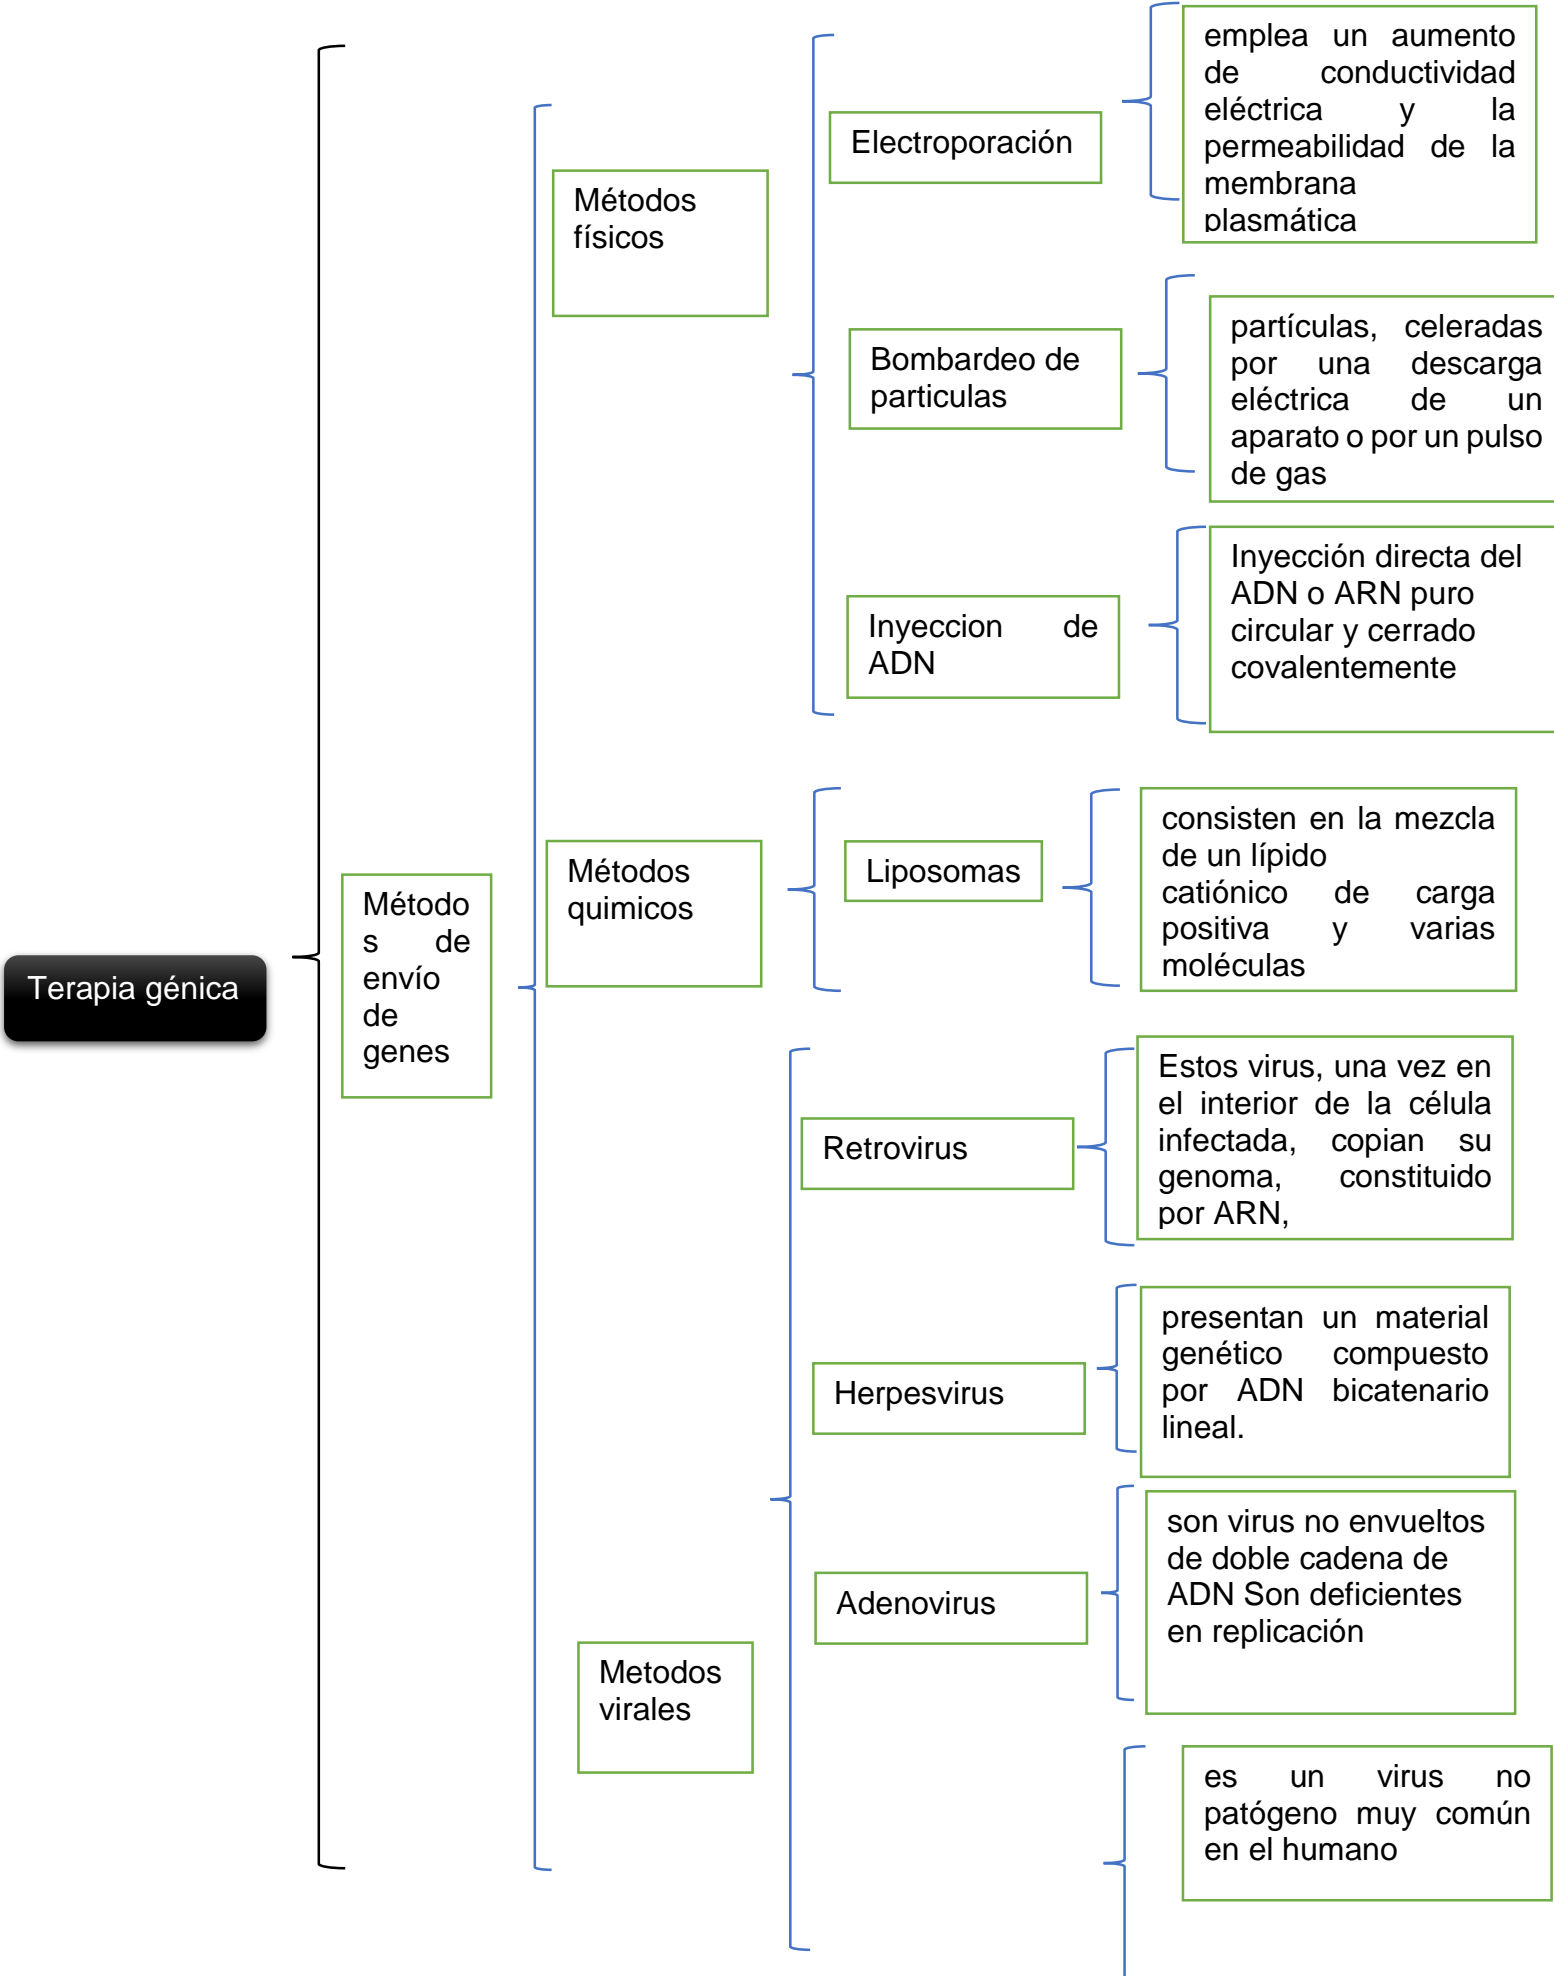 Terapia génica
Método
s de
envío
de
genes
Métodos
físicos
Electroporación
emplea un aumento
de conductividad
eléctrica y la
permeabilidad de la
membrana
plasmática
Bombardeo de
particulas
partículas, celeradas
por una descarga
eléctrica de un
aparato o por un pulso
de gas
Inyeccion de
ADN
Inyección directa del
ADN o ARN puro
circular y cerrado
covalentemente
Métodos
quimicos
Liposomas
consisten en la mezcla
de un lípido
catiónico de carga
positiva y varias
moléculas
Metodos
virales
Retrovirus
Estos virus, una vez en
el interior de la célula
infectada, copian su
genoma, constituido
por ARN,
Herpesvirus
presentan un material
genético compuesto
por ADN bicatenario
lineal.
Adenovirus
son virus no envueltos
de doble cadena de
ADN Son deficientes
en replicación
es un virus no
patógeno muy común
en el humano